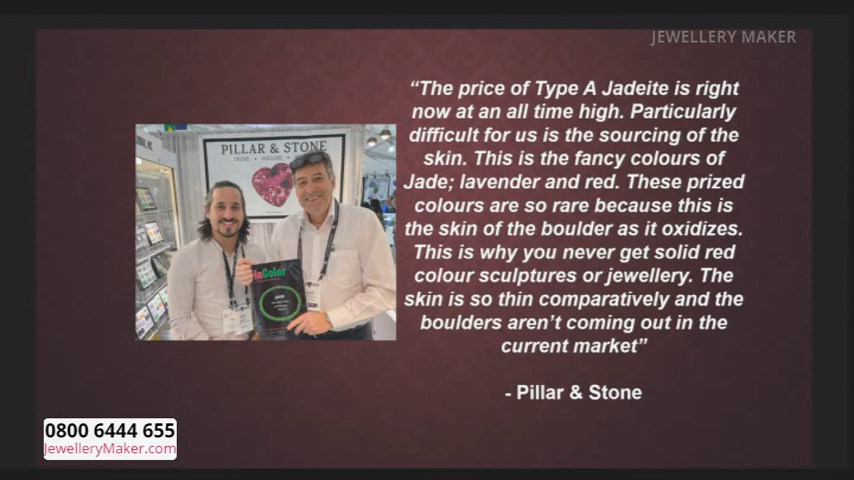 JEWELLERY MAKER
“The price of Type A Jadeite is right
now at an all time high. Particularly
difficult for us is the sourcing of the
skin. This is the fancy colours of
Jade; lavender and red. These prized
colours are so rare because this is
the skin of the boulder as it oxidizes.
This is why you never get solid red
colour sculptures or jewellery. The
skin is so thin comparatively and the
boulders aren’t coming out in the
current market”
- Pillar & Stone
PILLAR & STONE
InColor
0800 6444 655
JewelleryMaker.com